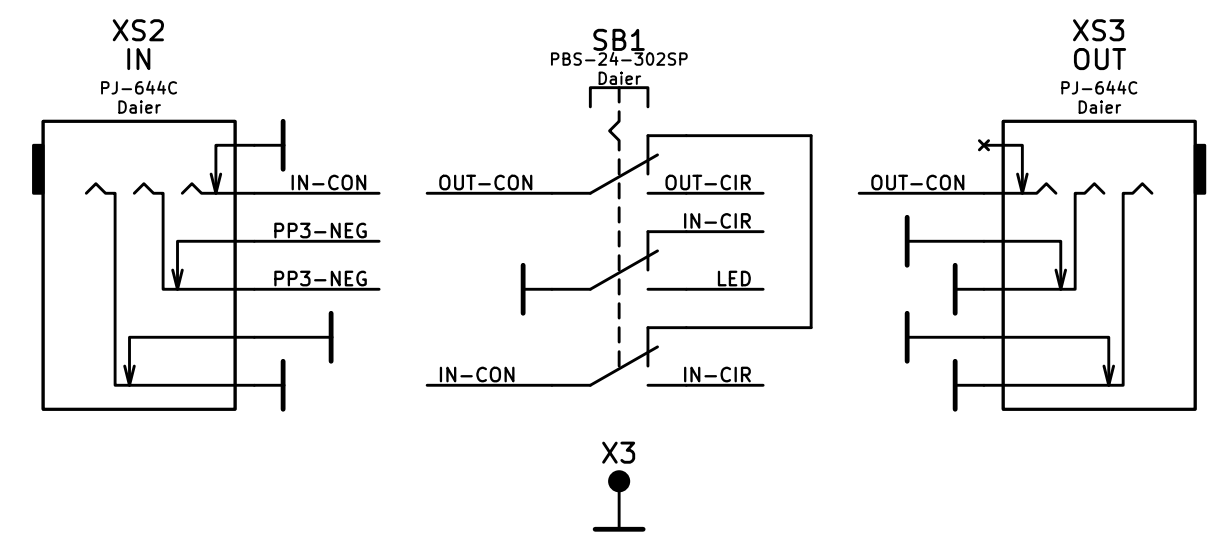 XS2
IN
PJ-644C
Daier
IN-CON
PP3-NEG
PP3-NEG
SB1
PBS-24-302SP
Daier
OUT-CON
OUT-CIR
IN-CIR
LED
IN-CON
IN-CIR
XS3
OUT
PJ-644C
Daier
OUT-CON
X3